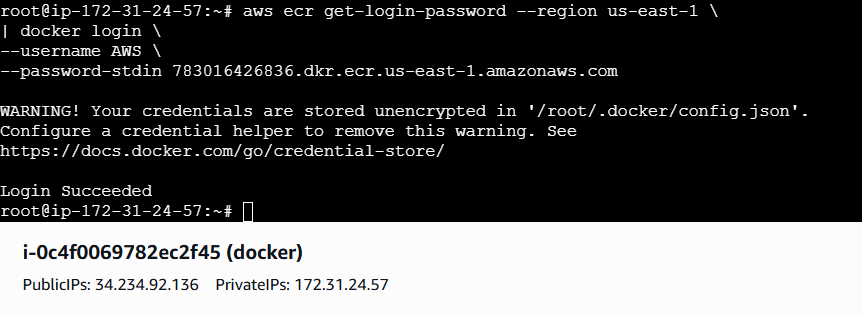 root@ip-172-31-24-57:~# aws ecr get-login-password --region us-east-1 \
| docker login \
--username AWS \
--password-stdin 783016426836.dkr.ecr.us-east-1.amazonaws.com
WARNING! Your credentials are stored unencrypted in '/root/.docker/config.json'.
Configure a credential helper to remove this warning. See
https://docs.docker.com/go/credential-store/
Login Succeeded
root@ip-172-31-24-57:~#
i-0c4f0069782ec2f45 (docker)
PublicIPs: 34.234.92.136 PrivateIPs: 172.31.24.57